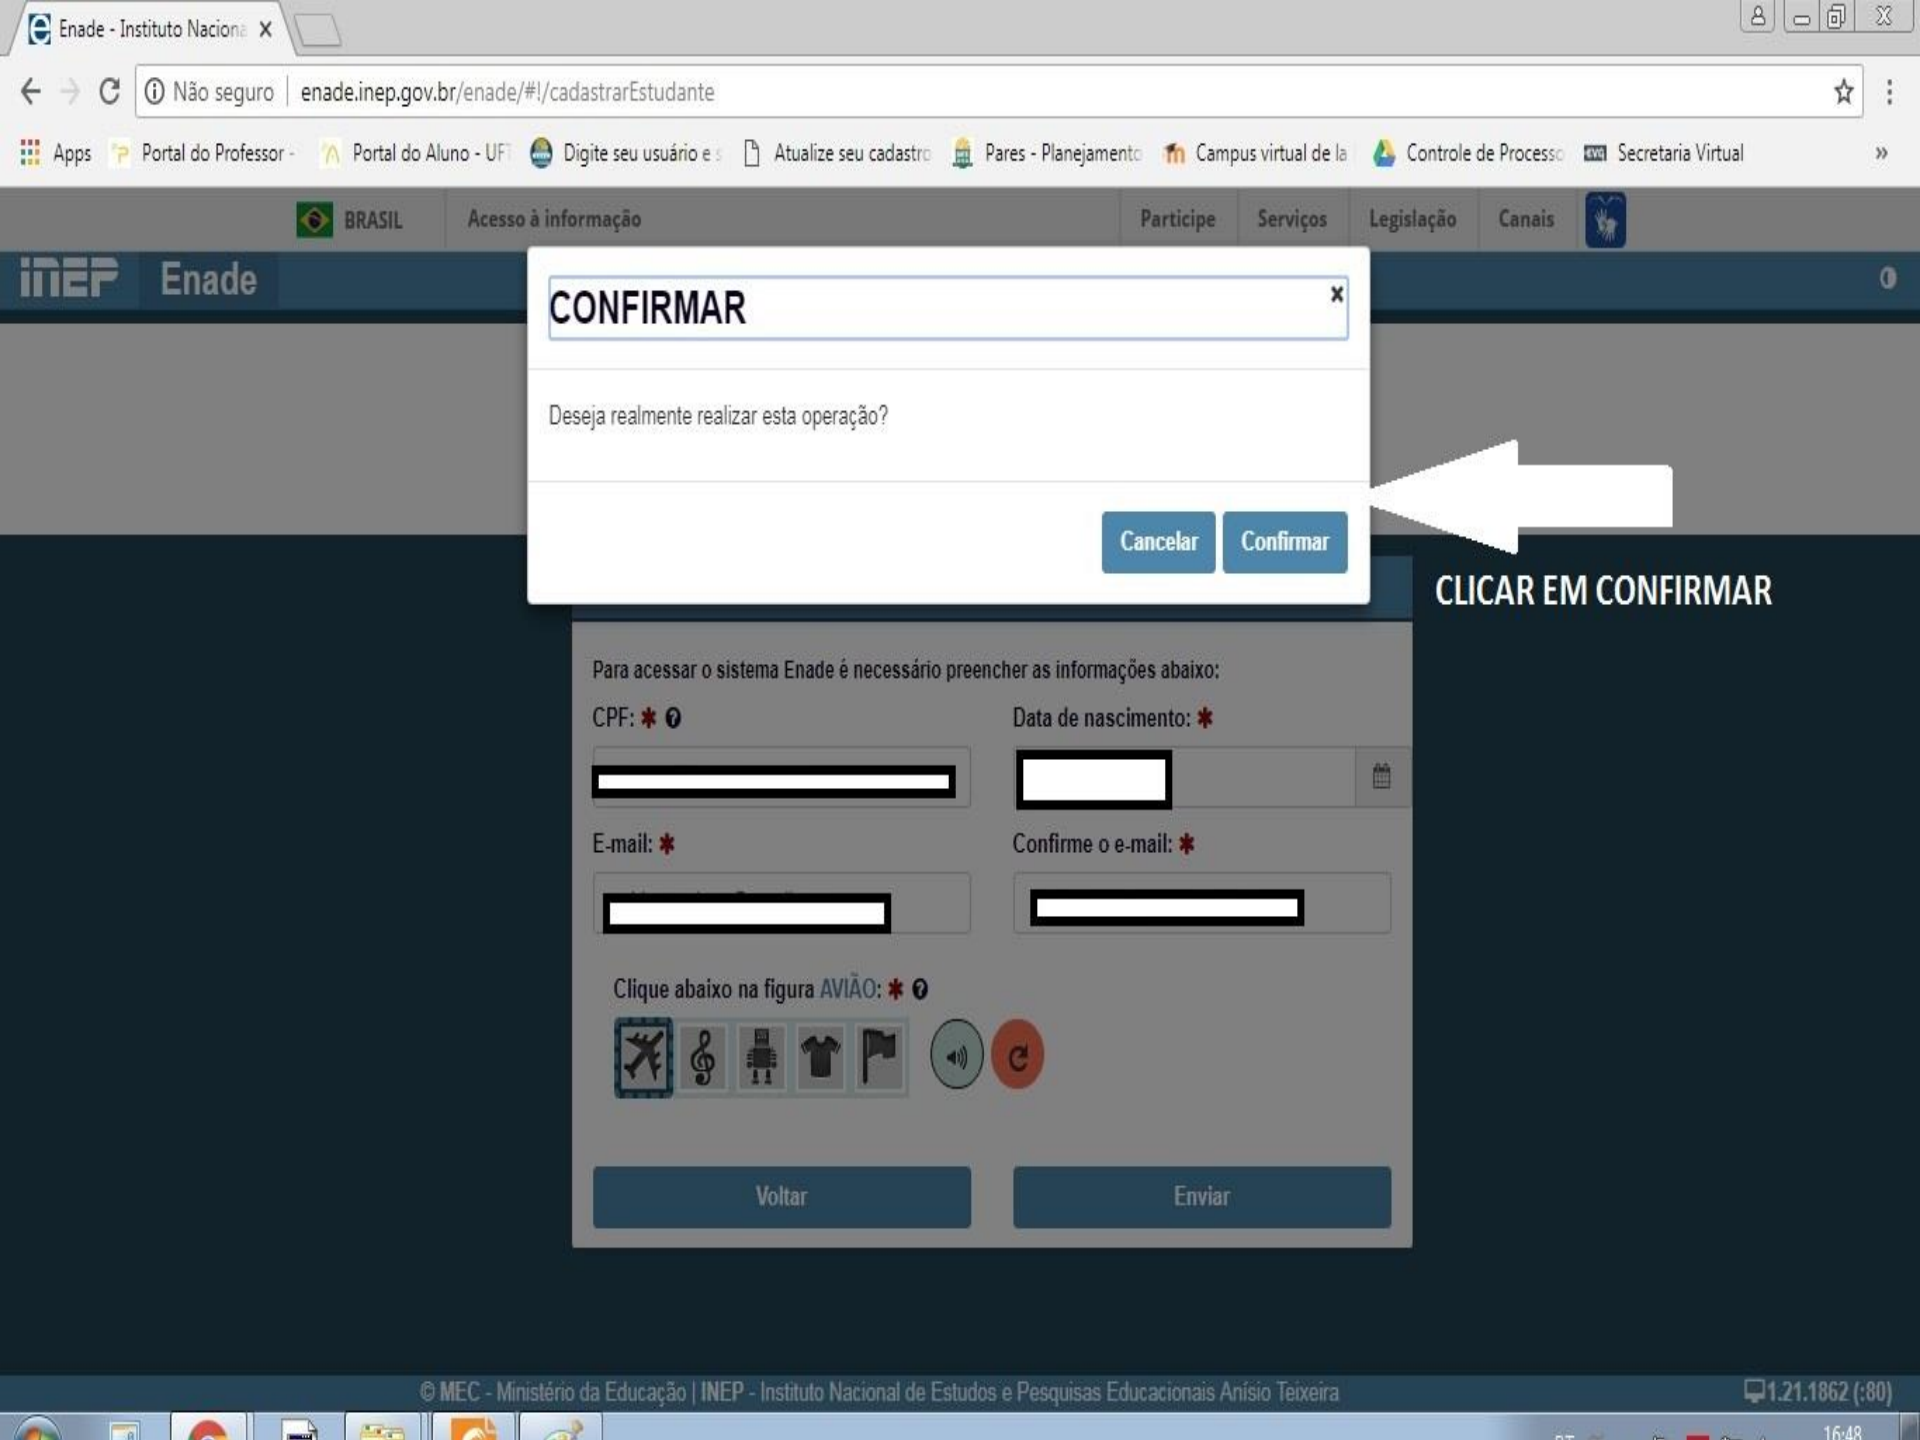 Enade - Instituto Naciona
Não seguro | enade.inep.gov.br/enade/#!/cadastrarEstudante
Apps Portal do Professor - Portal do Aluno - UFT Digite seu usuário e s Atualize seu cadastro Pares - Planejamento Campus virtual de la Controle de Processo Secretaria Virtual »
BRASIL Acesso à informação Participe Serviços Legislação Canais
inep Enade
CONFIRMAR
Deseja realmente realizar esta operação?
Cancelar Confirmar
CLICAR EM CONFIRMAR
Para acessar o sistema Enade é necessário preencher as informações abaixo:
CPF: Data de nascimento:
E-mail: Confirme o e-mail:
Clique abaixo na figura AVIÃO:
Voltar Enviar
© MEC - Ministério da Educação | INEP - Instituto Nacional de Estudos e Pesquisas Educacionais Anísio Teixeira 1.21.1862 (:80)
16:48